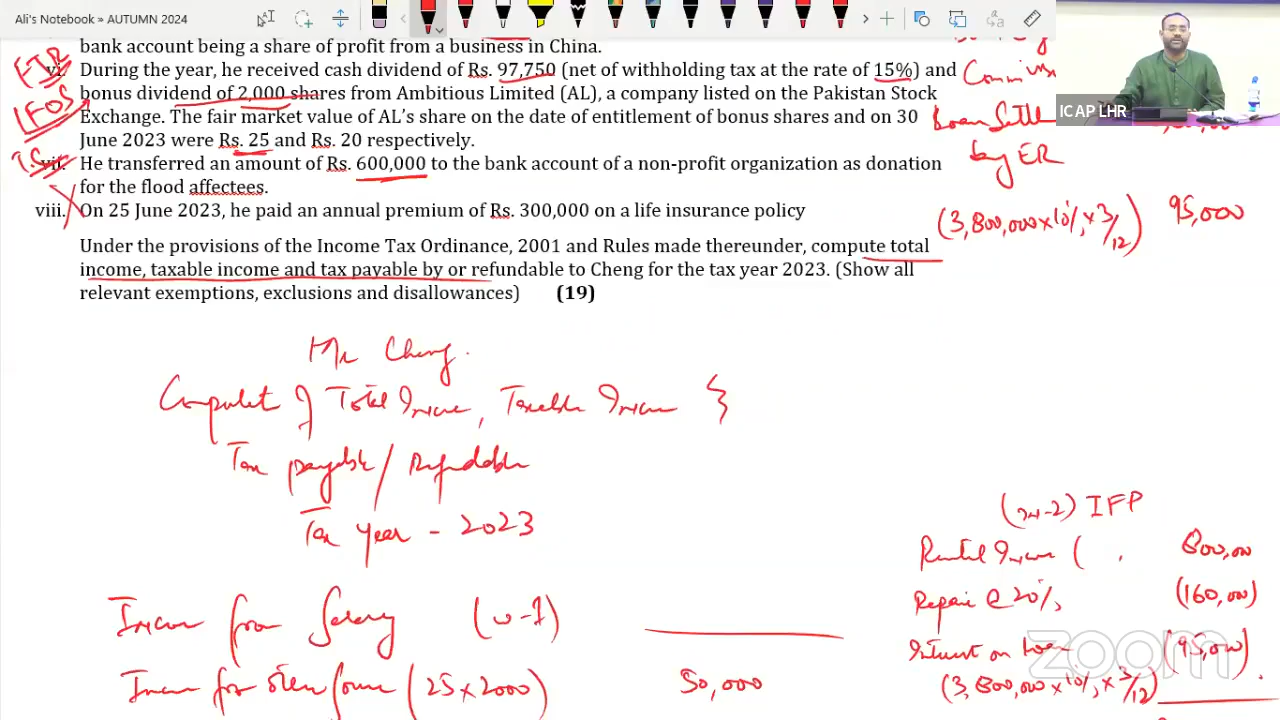 Ali's Notebook » AUTUMN 2024
bank account being a share of profit from a business in China.
FTR
vi. During the year, he received cash dividend of Rs. 97,750 (net of withholding tax at the rate of 15%) and
IFOS
bonus dividend of 2,000 shares from Ambitious Limited (AL), a company listed on the Pakistan Stock
Exchange. The fair market value of AL's share on the date of entitlement of bonus shares and on 30
June 2023 were Rs. 25 and Rs. 20 respectively.
by ER
ICAP LHR
vii. He transferred an amount of Rs. 600,000 to the bank account of a non-profit organization as donation
for the flood affectees.
viii. On 25 June 2023, he paid an annual premium of Rs. 300,000 on a life insurance policy
(3,800,000 x 10% x 3/12) 95,000
Under the provisions of the Income Tax Ordinance, 2001 and Rules made thereunder, compute total
income, taxable income and tax payable by or refundable to Cheng for the tax year 2023. (Show all
relevant exemptions, exclusions and disallowances) (19)
Mr Cheng.
Total Income, Taxable Income }
Tax payable / Refundable
Tax year - 2023
(w-2) IFP
Rental Income ( 800,000
Repair @ 20% (160,000)
Interest on Loan (95,000)
(3,800,000 x 10% x 3/12)
Income from Salary (w-1)
(25 x 2000) 50,000
zoom